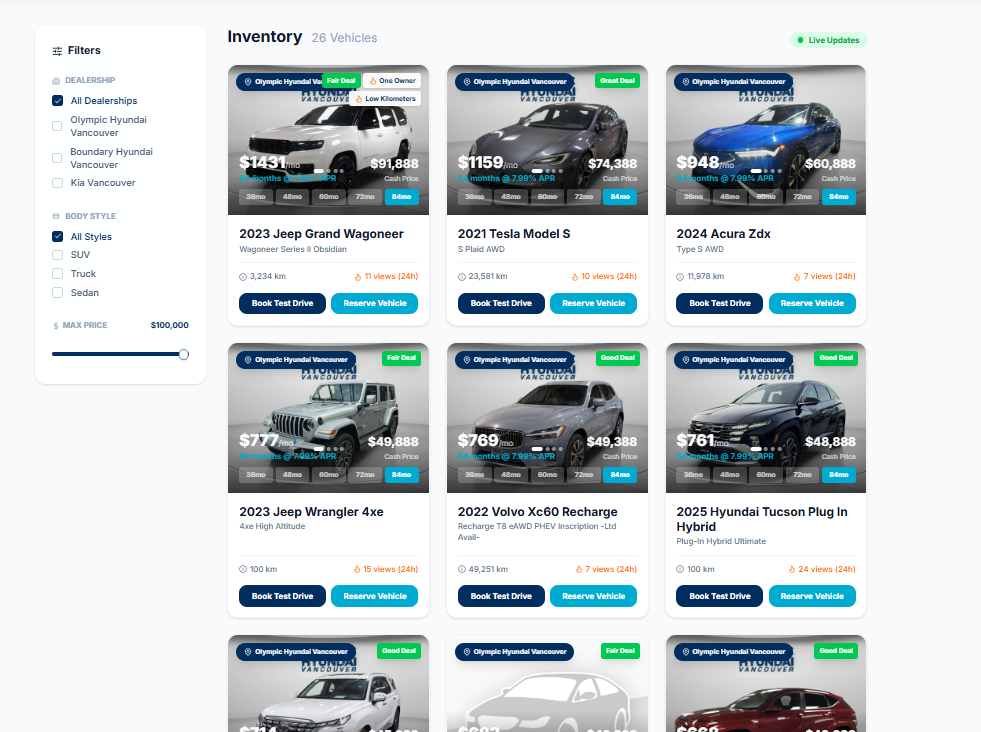 Filters
DEALERSHIP
All Dealerships
Olympic Hyundai
Vancouver
Boundary Hyundai
Vancouver
Kia Vancouver
BODY STYLE
All Styles
SUV
Truck
Sedan
$ MAX PRICE $100,000
Inventory 26 Vehicles
Live Updates
Olympic Hyundai Fair Deal One Owner
Low Kilometers
HYUNDAI
VANCOUVER
$1431/mo $91,888
months @ 7.99% APR Cash Price
36mo 48mo 60mo 72mo 84mo
2023 Jeep Grand Wagoneer
Wagoneer Series II Obsidian
3,234 km 11 views (24h)
Book Test Drive Reserve Vehicle
Olympic Hyundai Vancouver Great Deal
HYUNDAI
VANCOUVER
$1159/mo $74,388
months @ 7.99% APR Cash Price
36mo 48mo 60mo 72mo 84mo
2021 Tesla Model S
S Plaid AWD
23,581 km 10 views (24h)
Book Test Drive Reserve Vehicle
Olympic Hyundai Vancouver
HYUNDAI
VANCOUVER
$948/mo $60,888
months @ 7.99% APR Cash Price
36mo 48mo 60mo 72mo 84mo
2024 Acura Zdx
Type S AWD
11,978 km 7 views (24h)
Book Test Drive Reserve Vehicle
Olympic Hyundai Vancouver Fair Deal
HYUNDAI
VANCOUVER
$777/mo $49,888
months @ 7.99% APR Cash Price
36mo 48mo 60mo 72mo 84mo
2023 Jeep Wrangler 4xe
4xe High Altitude
100 km 15 views (24h)
Book Test Drive Reserve Vehicle
Olympic Hyundai Vancouver Good Deal
HYUNDAI
VANCOUVER
$769/mo $49,388
months @ 7.99% APR Cash Price
36mo 48mo 60mo 72mo 84mo
2022 Volvo Xc60 Recharge
Recharge T8 eAWD PHEV Inscription -Ltd
Avail-
49,251 km 7 views (24h)
Book Test Drive Reserve Vehicle
Olympic Hyundai Vancouver Good Deal
HYUNDAI
VANCOUVER
$761/mo $48,888
months @ 7.99% APR Cash Price
36mo 48mo 60mo 72mo 84mo
2025 Hyundai Tucson Plug In
Hybrid
Plug-In Hybrid Ultimate
100 km 24 views (24h)
Book Test Drive Reserve Vehicle
Olympic Hyundai Vancouver Good Deal
HYUNDAI
VANCOUVER
Olympic Hyundai Vancouver Fair Deal
Olympic Hyundai Vancouver Good Deal
HYUNDAI
VANCOUVER